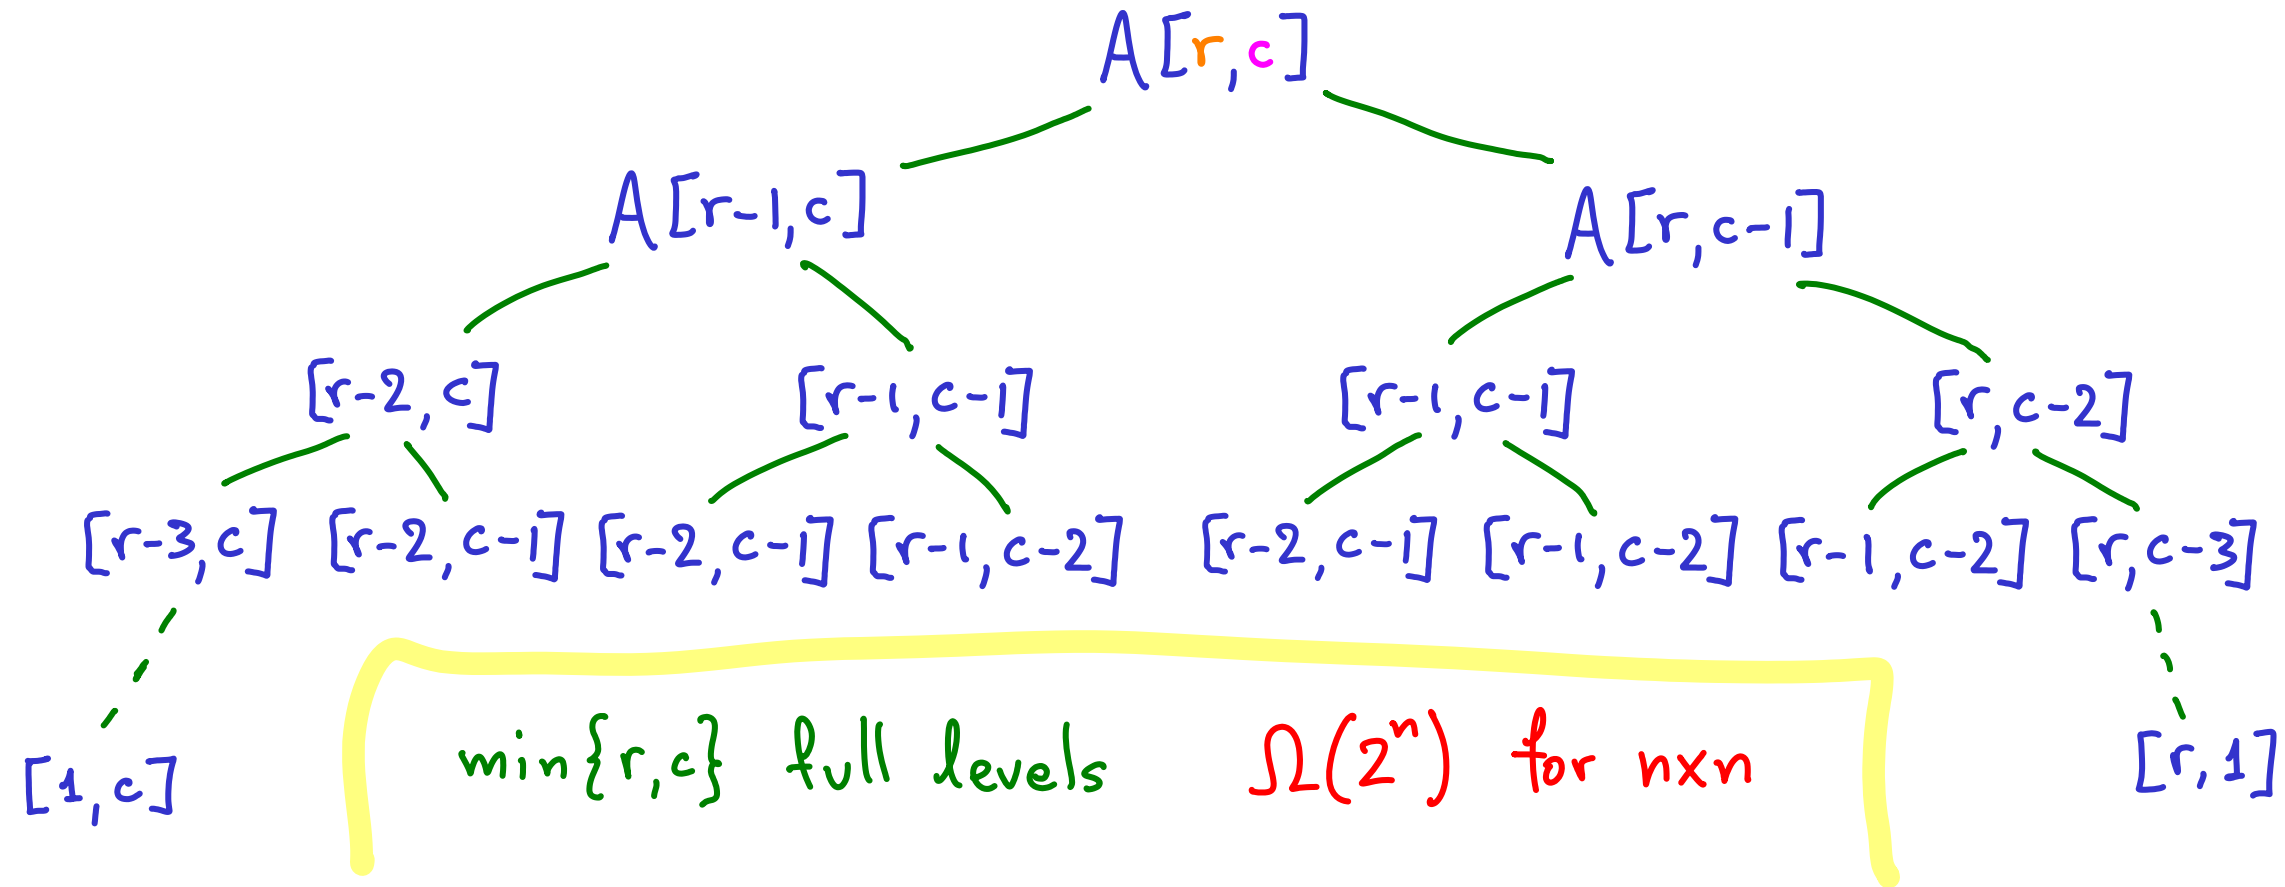 A[r,c]
A[r-1,c] A[r,c-1]
[r-2,c] [r-1,c-1] [r-1,c-1] [r,c-2]
[r-3,c] [r-2,c-1] [r-2,c-1] [r-1,c-2] [r-2,c-1] [r-1,c-2] [r-1,c-2] [r,c-3]
[1,c] min{r,c} full levels Ω(2ⁿ) for nxn [r,1]